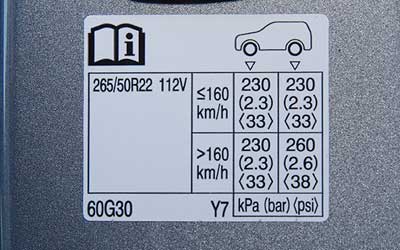 265/50R22 112V
≤160 km/h
230 (2.3) ⟨33⟩
230 (2.3) ⟨33⟩
>160 km/h
230 (2.3) ⟨33⟩
260 (2.6) ⟨38⟩
60G30 Y7 kPa (bar) ⟨psi⟩